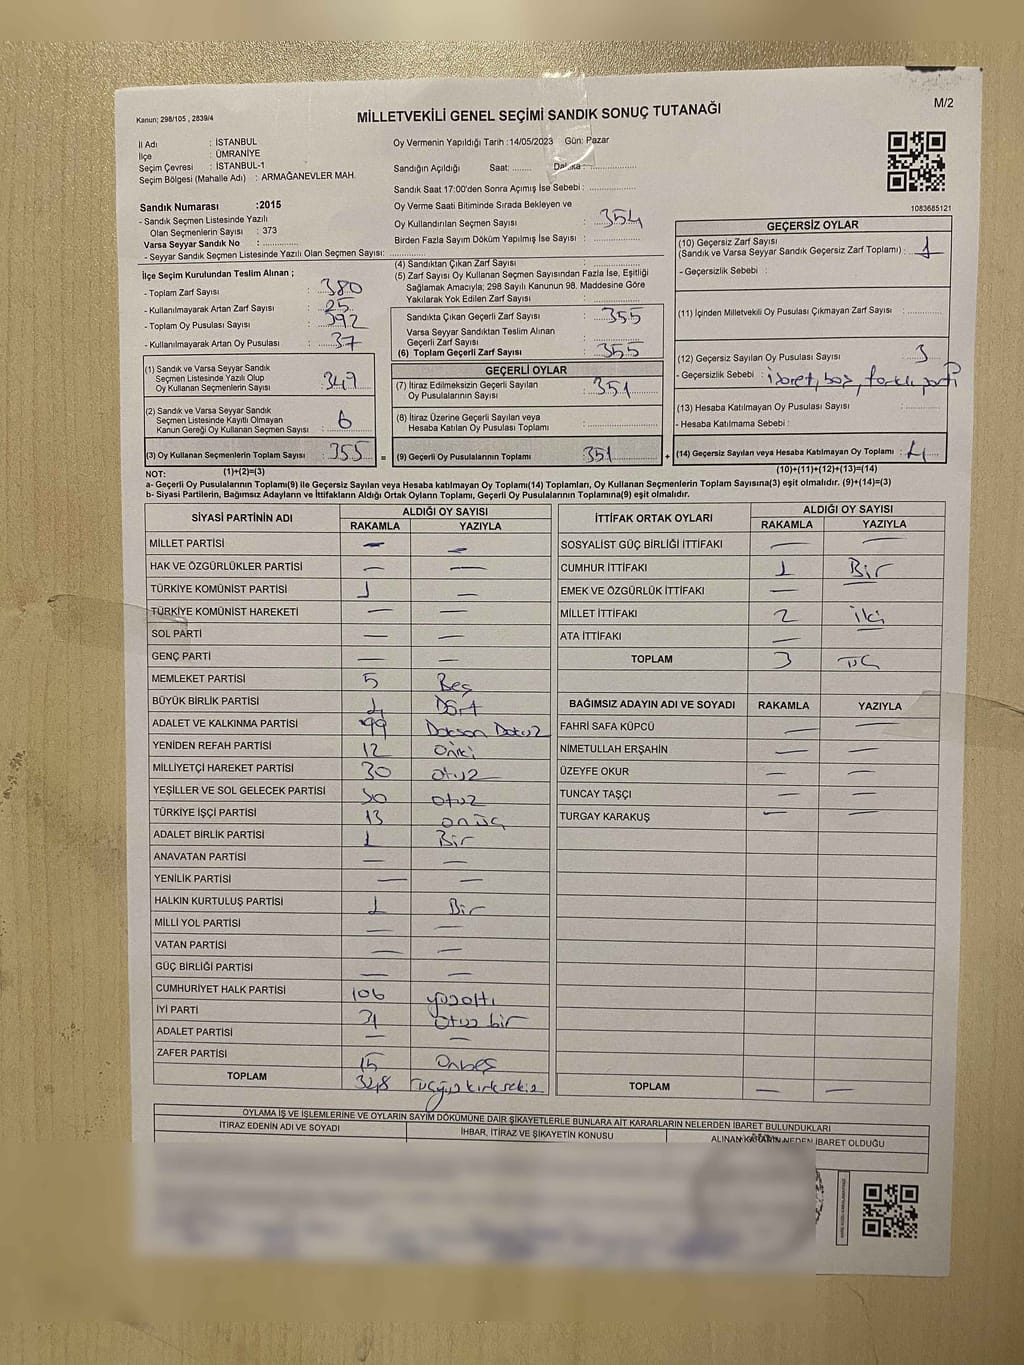 Kanun; 298/105 , 2839/4
MİLLETVEKİLİ GENEL SEÇİMİ SANDIK SONUÇ TUTANAĞI
M/2
İl Adı : İSTANBUL
İlçe : ÜMRANİYE
Seçim Çevresi : İSTANBUL-1
Seçim Bölgesi (Mahalle Adı) : ARMAĞANEVLER MAH.
Oy Vermenin Yapıldığı Tarih :14/05/2023 Gün: Pazar
Sandığın Açıldığı Saat: ....... Dakika : ..............
Sandık Saat 17:00'den Sonra Açımış İse Sebebi : ..............
Sandık Numarası :2015
- Sandık Seçmen Listesinde Yazılı
Olan Seçmenlerin Sayısı : 373
Varsa Seyyar Sandık No : ..............
- Seyyar Sandık Seçmen Listesinde Yazılı Olan Seçmen Sayısı: ..............
Oy Verme Saati Bitiminde Sırada Bekleyen ve
Oy Kullandırılan Seçmen Sayısı : 354
Birden Fazla Sayım Döküm Yapılmış İse Sayısı : ..............
1083685121
İlçe Seçim Kurulundan Teslim Alınan ;
- Toplam Zarf Sayısı : 380
- Kullanılmayarak Artan Zarf Sayısı : 25
- Toplam Oy Pusulası Sayısı : 392
- Kullanılmayarak Artan Oy Pusulası : 37
(1) Sandık ve Varsa Seyyar Sandık
Seçmen Listesinde Yazılı Olup
Oy Kullanan Seçmenlerin Sayısı : 349
(2) Sandık ve Varsa Seyyar Sandık
Seçmen Listesinde Kayıtlı Olmayan
Kanun Gereği Oy Kullanan Seçmen Sayısı : 6
(3) Oy Kullanan Seçmenlerin Toplam Sayısı : 355 =
(4) Sandıktan Çıkan Zarf Sayısı : ..............
(5) Zarf Sayısı Oy Kullanan Seçmen Sayısından Fazla İse, Eşitliği
Sağlamak Amacıyla; 298 Sayılı Kanunun 98. Maddesine Göre
Yakılarak Yok Edilen Zarf Sayısı : ..............
Sandıkta Çıkan Geçerli Zarf Sayısı : 355
Varsa Seyyar Sandıktan Teslim Alınan
Geçerli Zarf Sayısı : ..............
(6) Toplam Geçerli Zarf Sayısı : 355
GEÇERLİ OYLAR
(7) İtiraz Edilmeksizin Geçerli Sayılan
Oy Pusulasının Sayısı : 351
(8) İtiraz Üzerine Geçerli Sayılan veya
Hesaba Katılan Oy Pusulası Toplamı : ..............
(9) Geçerli Oy Pusulalarının Toplamı : 351 +
GEÇERSİZ OYLAR
(10) Geçersiz Zarf Sayısı
(Sandık ve Varsa Seyyar Sandık Geçersiz Zarf Toplamı) : 1
- Geçersizlik Sebebi :
(11) İçinden Milletvekili Oy Pusulası Çıkmayan Zarf Sayısı : ..............
(12) Geçersiz Sayılan Oy Pusulası Sayısı : 3
- Geçersizlik Sebebi : İbaret, boş, farklı parti
(13) Hesaba Katılmayan Oy Pusulası Sayısı : ..............
- Hesaba Katılmama Sebebi :
(14) Geçersiz Sayılan veya Hesaba Katılmayan Oy Toplamı : 4
NOT: (1)+(2)=(3)
(10)+(11)+(12)+(13)=(14)
a- Geçerli Oy Pusulalarının Toplamı(9) ile Geçersiz Sayılan veya Hesaba katılmayan Oy Toplamı(14) Toplamları, Oy Kullanan Seçmenlerin Toplam Sayısına(3) eşit olmalıdır. (9)+(14)=(3)
b- Siyasi Partilerin, Bağımsız Adayların ve İttifakların Aldığı Ortak Oyların Toplamı, Geçerli Oy Pusulalarının Toplamına(9) eşit olmalıdır.
SİYASİ PARTİNİN ADI ALDIĞI OY SAYISI
RAKAMLA YAZIYLA
MİLLET PARTİSİ — —
HAK VE ÖZGÜRLÜKLER PARTİSİ — —
TÜRKİYE KOMÜNİST PARTİSİ 1 —
TÜRKİYE KOMÜNİST HAREKETİ — —
SOL PARTİ — —
GENÇ PARTİ — —
MEMLEKET PARTİSİ 5 Beş
BÜYÜK BİRLİK PARTİSİ 4 Dört
ADALET VE KALKINMA PARTİSİ 99 Doksan Dokuz
YENİDEN REFAH PARTİSİ 12 Oniki
MİLLİYETÇİ HAREKET PARTİSİ 30 otuz
YEŞİLLER VE SOL GELECEK PARTİSİ 30 otuz
TÜRKİYE İŞÇİ PARTİSİ 13 onüç
ADALET BİRLİK PARTİSİ 1 Bir
ANAVATAN PARTİSİ — —
YENİLİK PARTİSİ — —
HALKIN KURTULUŞ PARTİSİ 1 Bir
MİLLİ YOL PARTİSİ — —
VATAN PARTİSİ — —
GÜÇ BİRLİĞİ PARTİSİ — —
CUMHURİYET HALK PARTİSİ 106 yüzaltı
İYİ PARTİ 31 otuz bir
ADALET PARTİSİ — —
ZAFER PARTİSİ 15 Onbeş
TOPLAM 348 üçyüzkırksekiz
İTTİFAK ORTAK OYLARI ALDIĞI OY SAYISI
RAKAMLA YAZIYLA
SOSYALİST GÜÇ BİRLİĞİ İTTİFAKI — —
CUMHUR İTTİFAKI 1 Bir
EMEK VE ÖZGÜRLÜK İTTİFAKI — —
MİLLET İTTİFAKI 2 İki
ATA İTTİFAKI — —
TOPLAM 3 üç
BAĞIMSIZ ADAYIN ADI VE SOYADI RAKAMLA YAZIYLA
FAHRİ SAFA KÜPCÜ — —
NİMETULLAH ERŞAHİN — —
ÜZEYFE OKUR — —
TUNCAY TAŞÇI — —
TURGAY KARAKUŞ — —
TOPLAM — —
OYLAMA İŞ VE İŞLEMLERİNE VE OYLARIN SAYIM DÖKÜMÜNE DAİR ŞİKAYETLERLE BUNLARA AİT KARARLARIN NELERDEN İBARET BULUNDUKLARI
İTİRAZ EDENİN ADI VE SOYADI İHBAR, İTİRAZ VE ŞİKAYETİN KONUSU ALINAN KARARIN NEDEN İBARET OLDUĞU